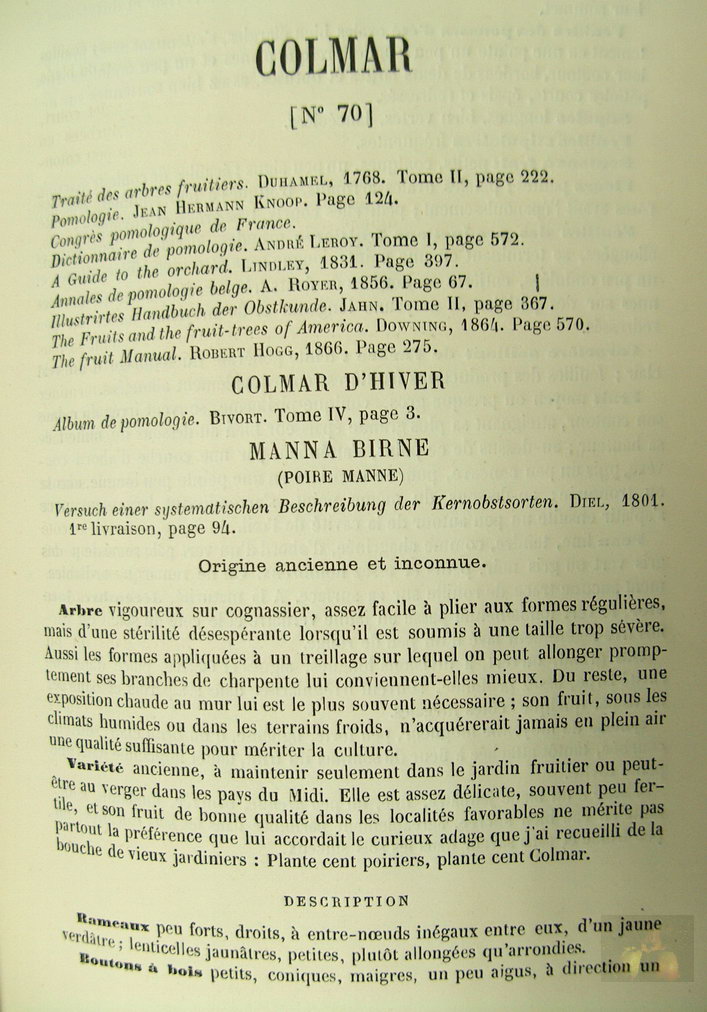 COLMAR
[N° 70]
Traité des arbres fruitiers. DUHAMEL, 1768. Tome II, page 222.
Pomologie. JEAN HERMANN KNOOP. Page 124.
Congrès pomologique de France.
Dictionnaire de pomologie. ANDRÉ LEROY. Tome I, page 572.
A Guide to the orchard. LINDLEY, 1831. Page 397.
Annales de pomologie belge. A. ROYER, 1856. Page 67.
Illustrirtes Handbuch der Obstkunde. JAHN. Tome II, page 367.
The Fruits and the fruit-trees of America. DOWNING, 1864. Page 570.
The fruit Manual. ROBERT HOGG, 1866. Page 275.
COLMAR D'HIVER
Album de pomologie. BIVORT. Tome IV, page 3.
MANNA BIRNE
(POIRE MANNE)
Versuch einer systematischen Beschreibung der Kernobstsorten. DIEL, 1801.
1re livraison, page 94.
Origine ancienne et inconnue.
Arbre vigoureux sur cognassier, assez facile à plier aux formes régulières,
mais d'une stérilité désespérante lorsqu'il est soumis à une taille trop sévère.
Aussi les formes appliquées à un treillage sur lequel on peut allonger promp-
tement ses branches de charpente lui conviennent-elles mieux. Du reste, une
exposition chaude au mur lui est le plus souvent nécessaire ; son fruit, sous les
climats humides ou dans les terrains froids, n'acquérerait jamais en plein air
une qualité suffisante pour mériter la culture.
Variété ancienne, à maintenir seulement dans le jardin fruitier ou peut-
être au verger dans les pays du Midi. Elle est assez délicate, souvent peu fer-
tile, et son fruit de bonne qualité dans les localités favorables ne mérite pas
partout la préférence que lui accordait le curieux adage que j'ai recueilli de la
bouche de vieux jardiniers : Plante cent poiriers, plante cent Colmar.
DESCRIPTION
Rameaux peu forts, droits, à entre-nœuds inégaux entre eux, d'un jaune
verdâtre ; lenticelles jaunâtres, petites, plutôt allongées qu'arrondies.
Boutons à bois petits, coniques, maigres, un peu aigus, à direction un